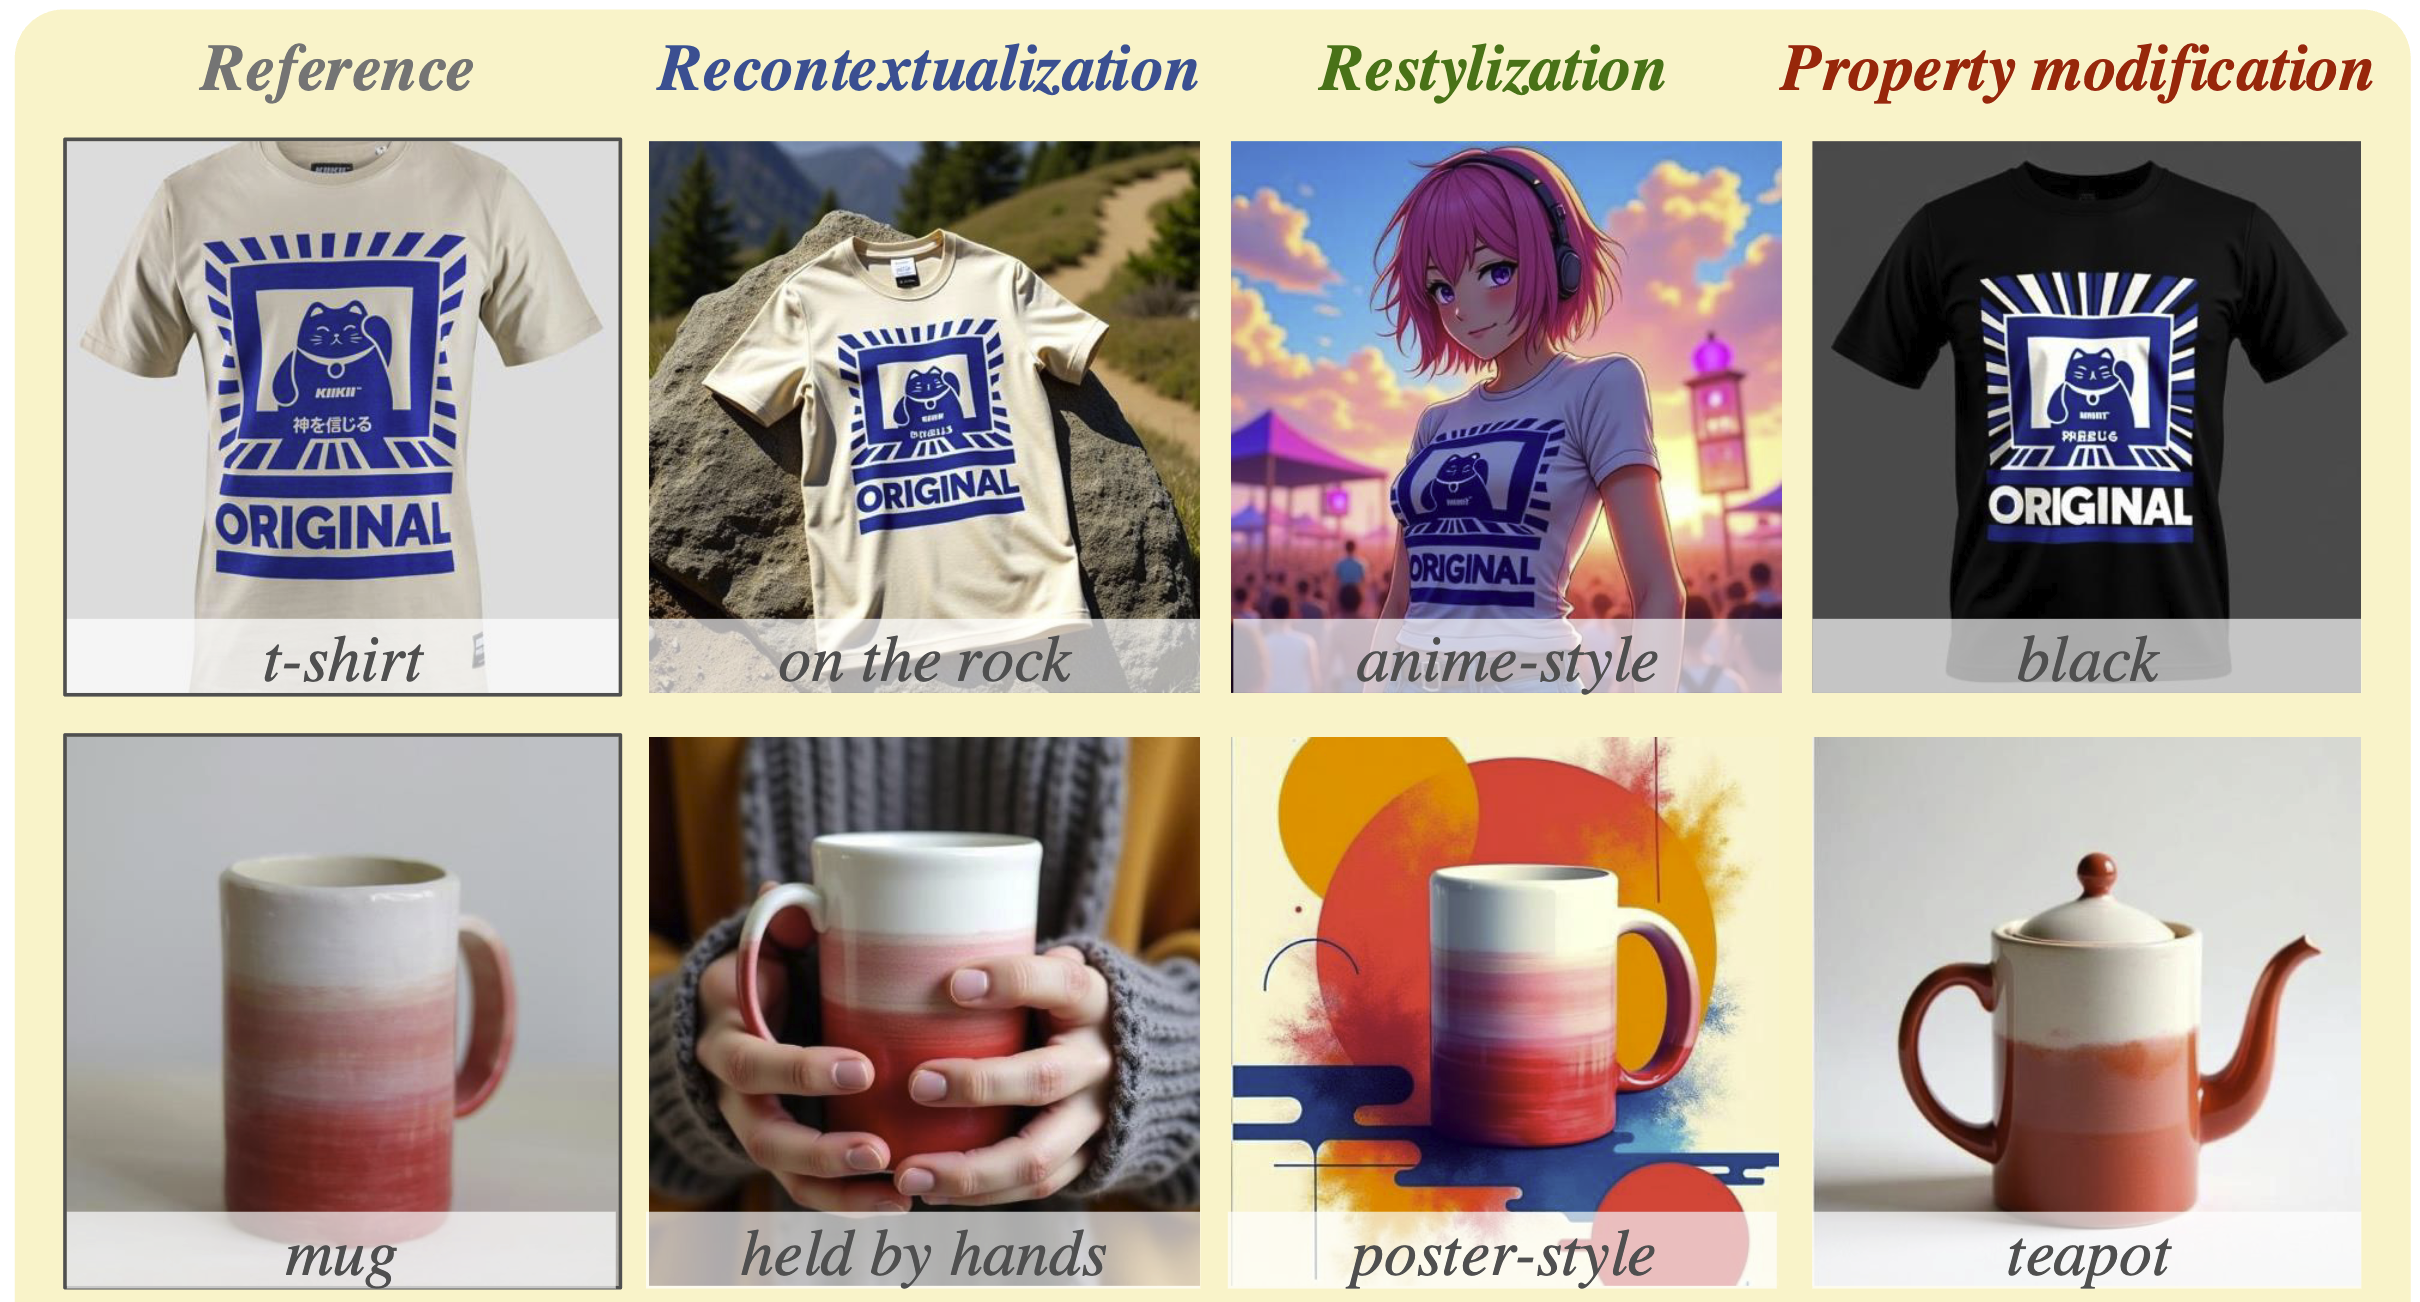 Reference Recontextualization Restylization Property modification
KIIKII™
神を信じる
ORIGINAL
ORIGINAL
ORIGINAL
ORIGINAL
t-shirt on the rock anime-style black
mug held by hands poster-style teapot